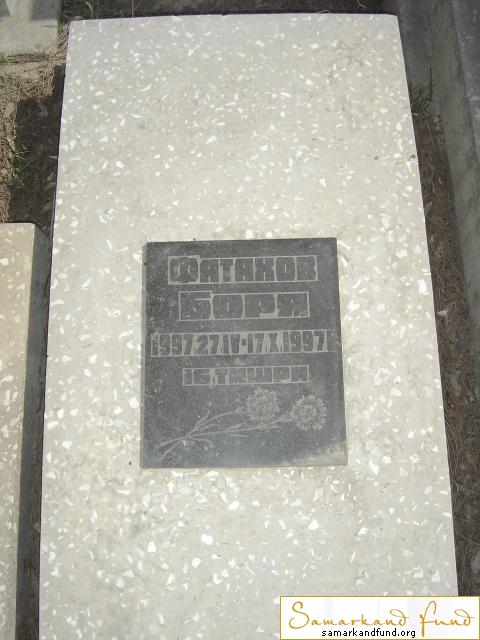 ФАТАХОВ
БОРЯ
1997.27.IV-17.X.1997
16.ТИШРИ
Samarkand Fund
samarkandfund.org